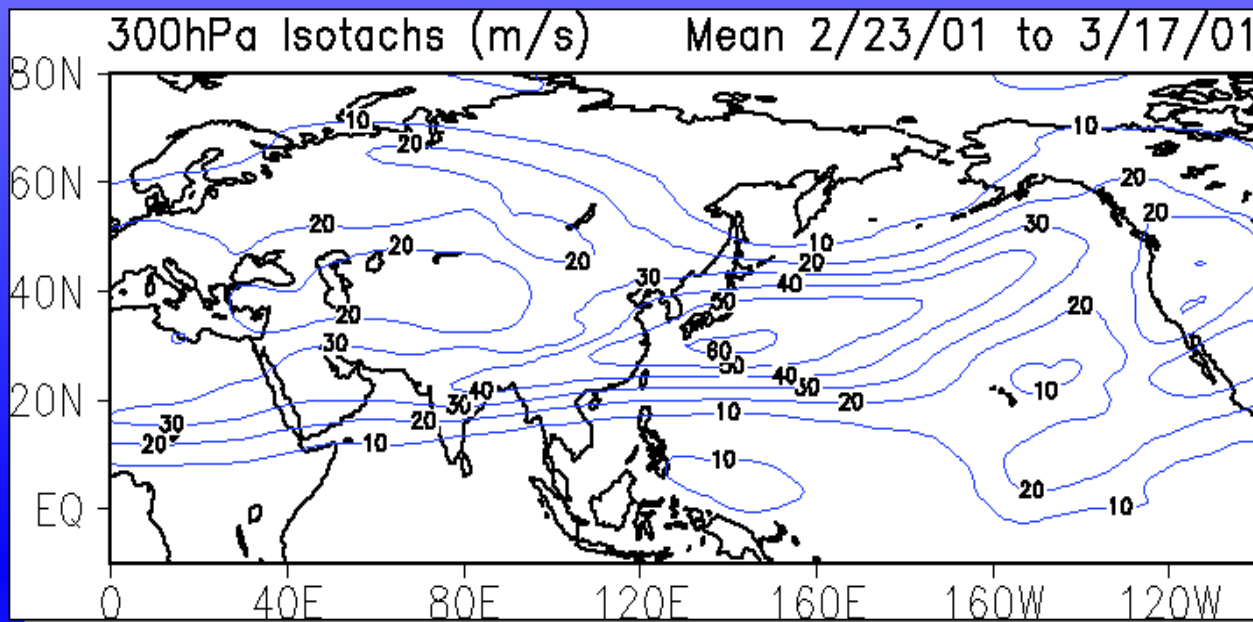 300hPa Isotachs (m/s) Mean 2/23/01 to 3/17/01
80N
10 10
20
60N 20
20 20
30
20 10
20 20
30 40
40N 50 20
20
30 60
50
40 40 30 10
20N 30 20
30 20 10
20 10
10
20
EQ 10
0 40E 80E 120E 160E 160W 120W